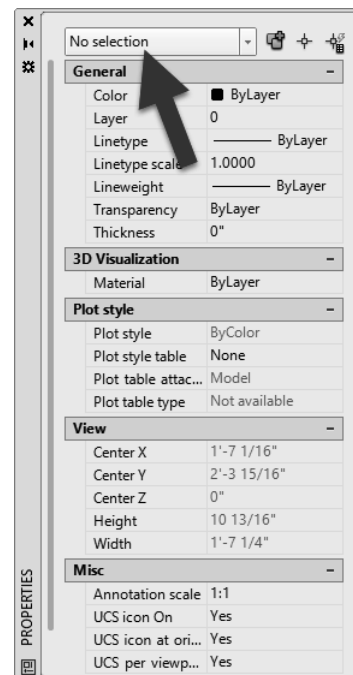 No selection
General
Color ByLayer
Layer 0
Linetype ByLayer
Linetype scale 1.0000
Lineweight ByLayer
Transparency ByLayer
Thickness 0"
3D Visualization
Material ByLayer
Plot style
Plot style ByColor
Plot style table None
Plot table attac... Model
Plot table type Not available
View
Center X 1'-7 1/16"
Center Y 2'-3 15/16"
Center Z 0"
Height 10 13/16"
Width 1'-7 1/4"
Misc
Annotation scale 1:1
UCS icon On Yes
UCS icon at ori... Yes
UCS per viewp... Yes
PROPERTIES